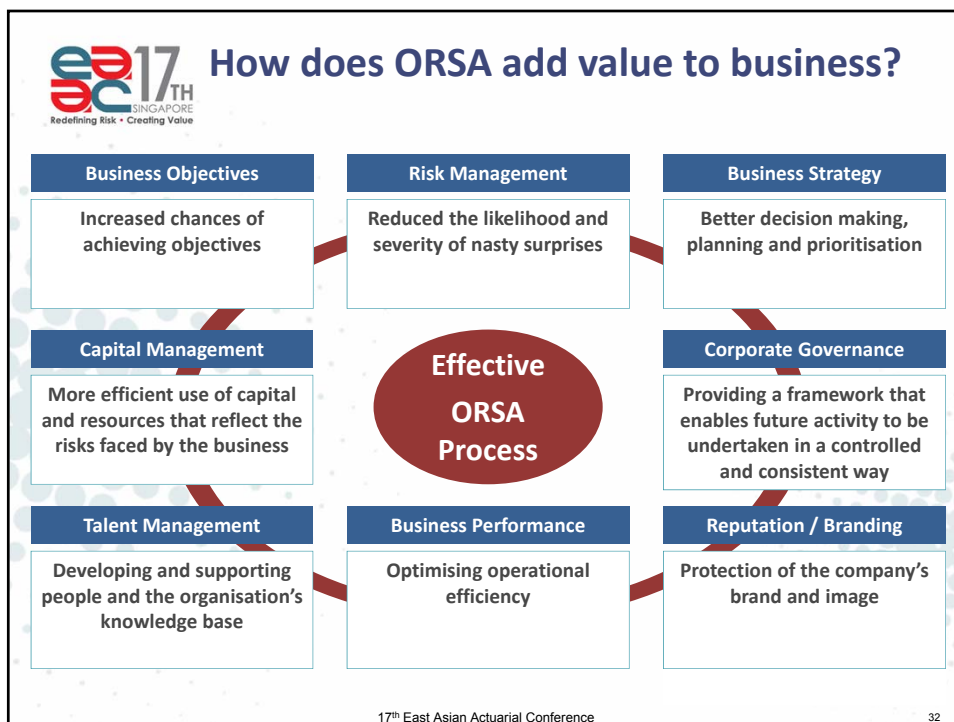 eaac 17TH
SINGAPORE
Redefining Risk • Creating Value
How does ORSA add value to business?
Business Objectives
Increased chances of
achieving objectives
Risk Management
Reduced the likelihood and
severity of nasty surprises
Business Strategy
Better decision making,
planning and prioritisation
Capital Management
More efficient use of capital
and resources that reflect the
risks faced by the business
Effective
ORSA
Process
Corporate Governance
Providing a framework that
enables future activity to be
undertaken in a controlled
and consistent way
Talent Management
Developing and supporting
people and the organisation's
knowledge base
Business Performance
Optimising operational
efficiency
Reputation / Branding
Protection of the company's
brand and image
17th East Asian Actuarial Conference
32